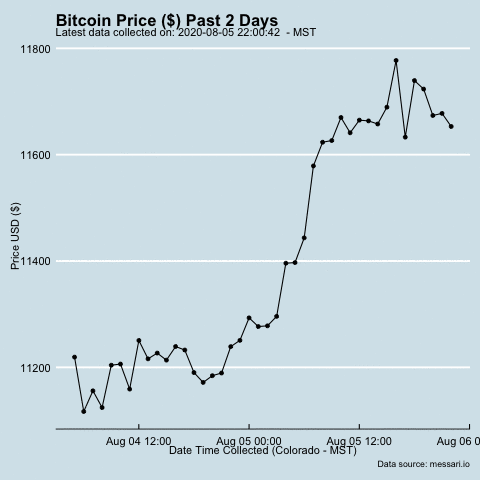 Bitcoin Price ($) Past 2 Days
Latest data collected on: 2020-08-05 22:00:42 - MST
11800
11600
11400
11200
Price USD ($)
Aug 04 12:00
Aug 05 00:00
Aug 05 12:00
Aug 06 0
Date Time Collected (Colorado - MST)
Data source: messari.io